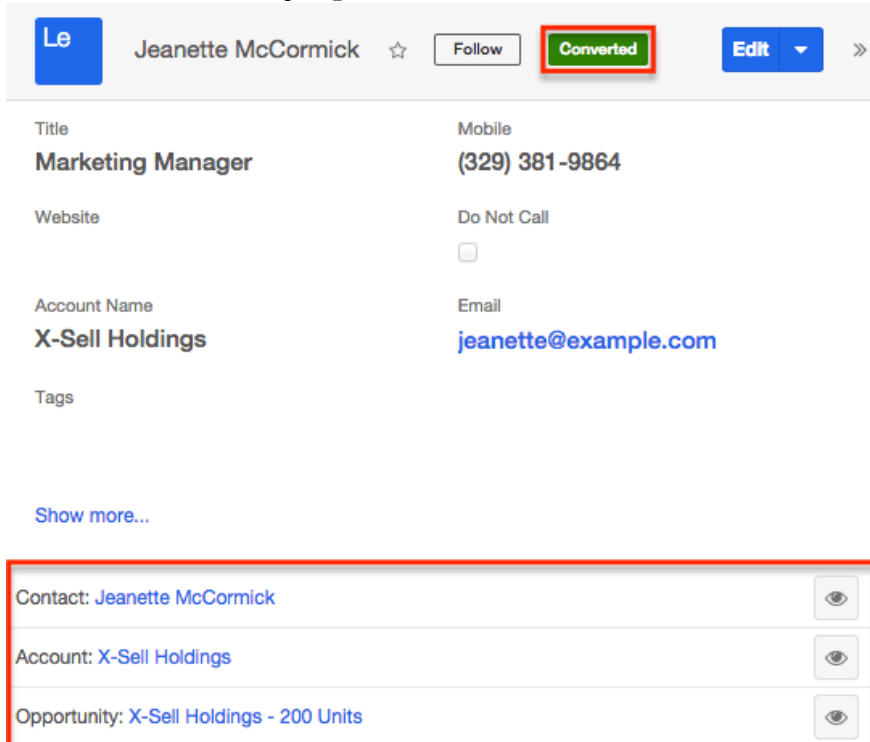 Le Jeanette McCormick ☆ Follow Converted Edit »
Title Mobile
Marketing Manager (329) 381-9864
Website Do Not Call
Account Name Email
X-Sell Holdings jeanette@example.com
Tags
Show more...
Contact: Jeanette McCormick
Account: X-Sell Holdings
Opportunity: X-Sell Holdings - 200 Units